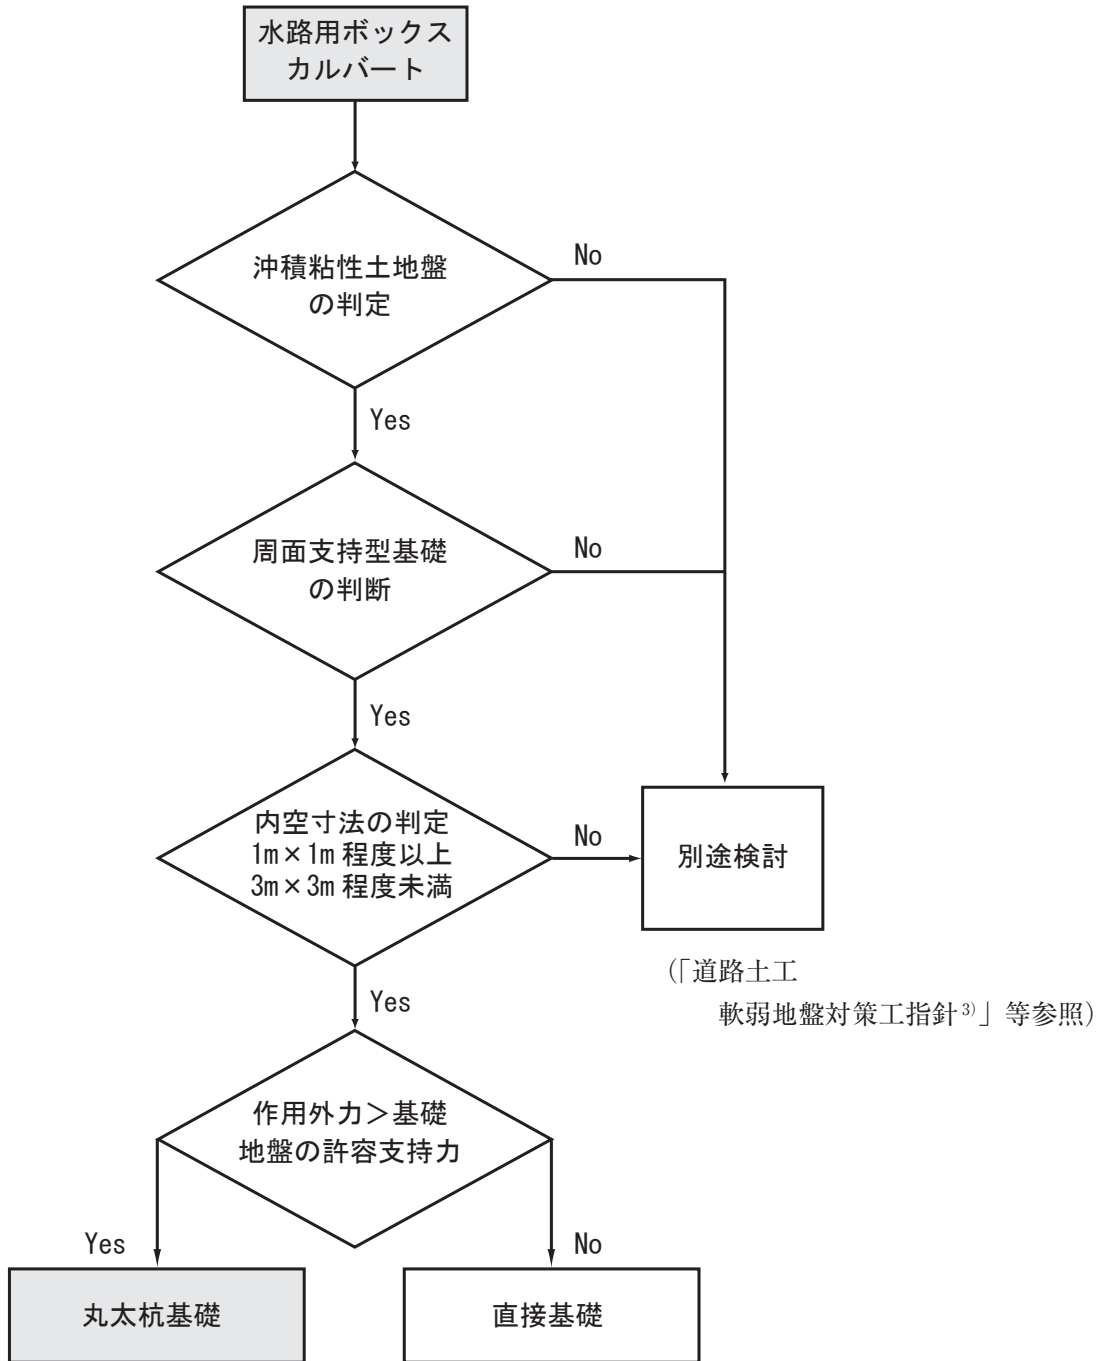 水路用ボックス
カルバート
沖積粘性土地盤
の判定
No
Yes
周面支持型基礎
の判断
No
Yes
内空寸法の判定
1m×1m 程度以上
3m×3m 程度未満
No
別途検討
(「道路土工
軟弱地盤対策工指針3)」等参照)
Yes
作用外力＞基礎
地盤の許容支持力
Yes
No
丸太杭基礎
直接基礎